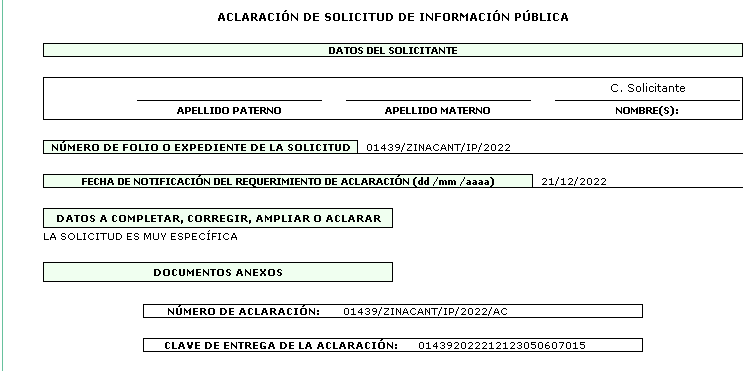 ACLARACIÓN DE SOLICITUD DE INFORMACIÓN PÚBLICA
DATOS DEL SOLICITANTE
C. Solicitante
APELLIDO PATERNO APELLIDO MATERNO NOMBRE(S):
NÚMERO DE FOLIO O EXPEDIENTE DE LA SOLICITUD 01439/ZINACANT/IP/2022
FECHA DE NOTIFICACIÓN DEL REQUERIMIENTO DE ACLARACIÓN (dd /mm /aaaa) 21/12/2022
DATOS A COMPLETAR, CORREGIR, AMPLIAR O ACLARAR
LA SOLICITUD ES MUY ESPECÍFICA
DOCUMENTOS ANEXOS
NÚMERO DE ACLARACIÓN: 01439/ZINACANT/IP/2022/AC
CLAVE DE ENTREGA DE LA ACLARACIÓN: 014392022212123050607015